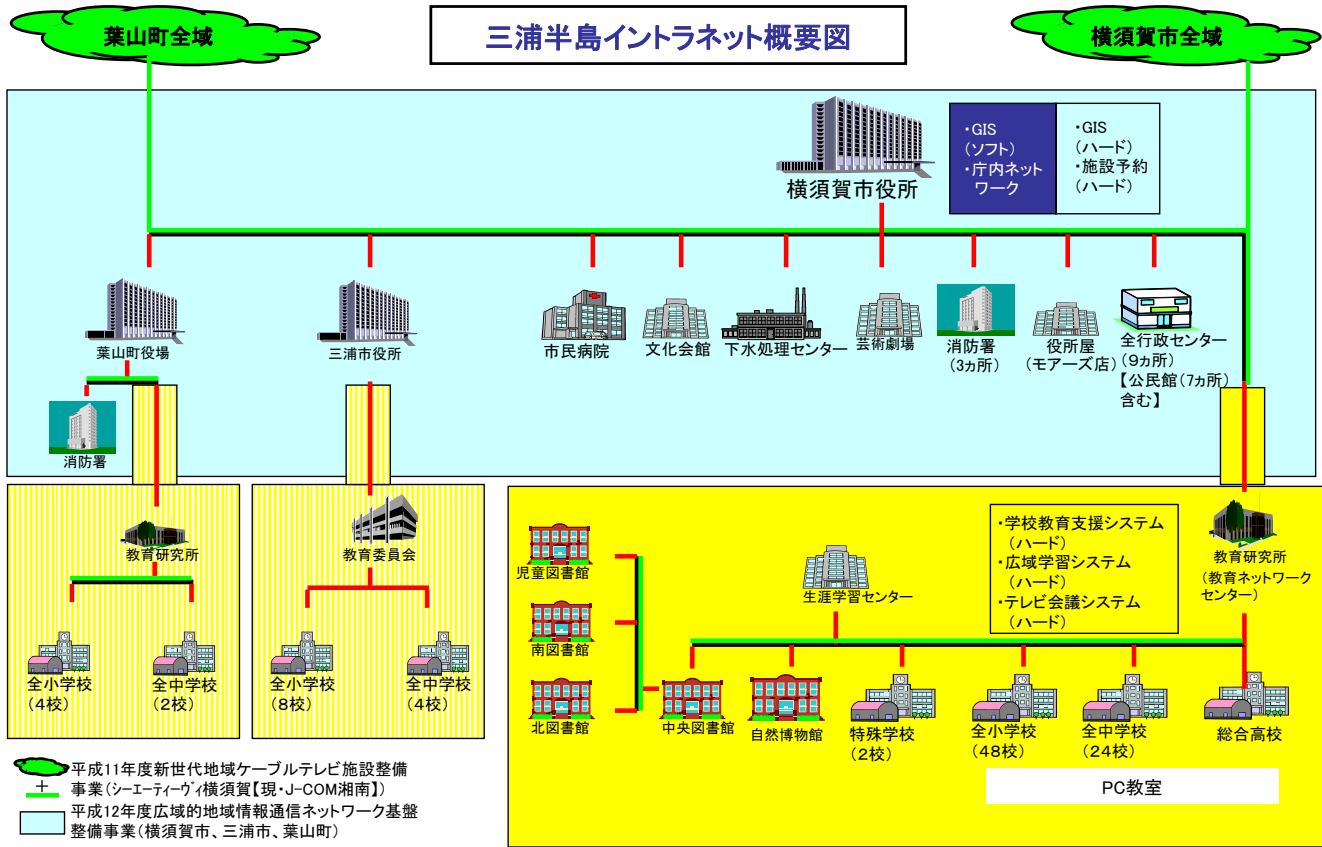 葉山町全域
三浦半島イントラネット概要図
横須賀市全域
横須賀市役所
・GIS
(ソフト)
・庁内ネット
ワーク
・GIS
(ハード)
・施設予約
(ハード)
葉山町役場
三浦市役所
市民病院
文化会館
下水処理センター
芸術劇場
消防署
(3ヵ所)
役所屋
(モアーズ店)
全行政センター
(9ヵ所)
【公民館(7ヵ所)
含む】
消防署
教育研究所
全小学校
(4校)
全中学校
(2校)
教育委員会
全小学校
(8校)
全中学校
(4校)
児童図書館
南図書館
北図書館
生涯学習センター
・学校教育支援システム
(ハード)
・広域学習システム
(ハード)
・テレビ会議システム
(ハード)
教育研究所
(教育ネットワーク
センター)
中央図書館
自然博物館
特殊学校
(2校)
全小学校
(48校)
全中学校
(24校)
総合高校
PC教室
平成11年度新世代地域ケーブルテレビ施設整備
+
事業(シーエーティーヴィ横須賀【現・J-COM湘南】)
平成12年度広域的地域情報通信ネットワーク基盤
整備事業(横須賀市、三浦市、葉山町)